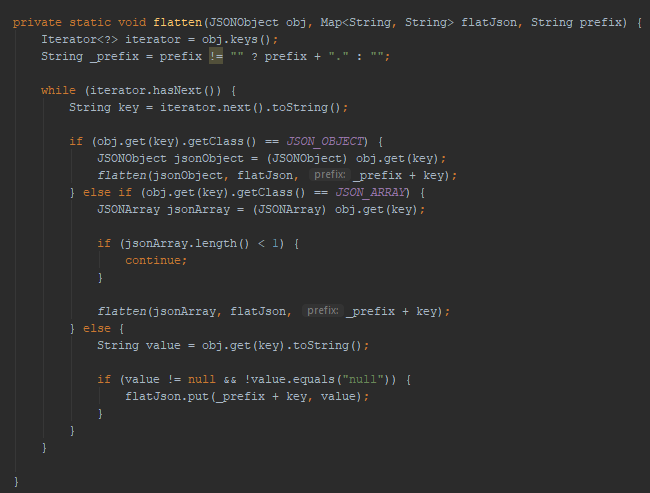 private static void flatten(JSONObject obj, Map<String, String> flatJson, String prefix) {
    Iterator<?> iterator = obj.keys();
    String _prefix = prefix != "" ? prefix + "." : "";

    while (iterator.hasNext()) {
        String key = iterator.next().toString();

        if (obj.get(key).getClass() == JSON_OBJECT) {
            JSONObject jsonObject = (JSONObject) obj.get(key);
            flatten(jsonObject, flatJson, prefix: _prefix + key);
        } else if (obj.get(key).getClass() == JSON_ARRAY) {
            JSONArray jsonArray = (JSONArray) obj.get(key);

            if (jsonArray.length() < 1) {
                continue;
            }

            flatten(jsonArray, flatJson, prefix: _prefix + key);
        } else {
            String value = obj.get(key).toString();

            if (value != null && !value.equals("null")) {
                flatJson.put(_prefix + key, value);
            }
        }
    }

}